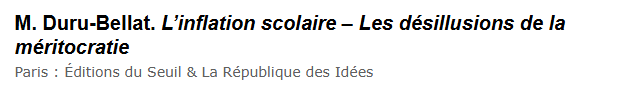 M. Duru-Bellat. L’inflation scolaire – Les désillusions de la
méritocratie
Paris : Éditions du Seuil & La République des Idées